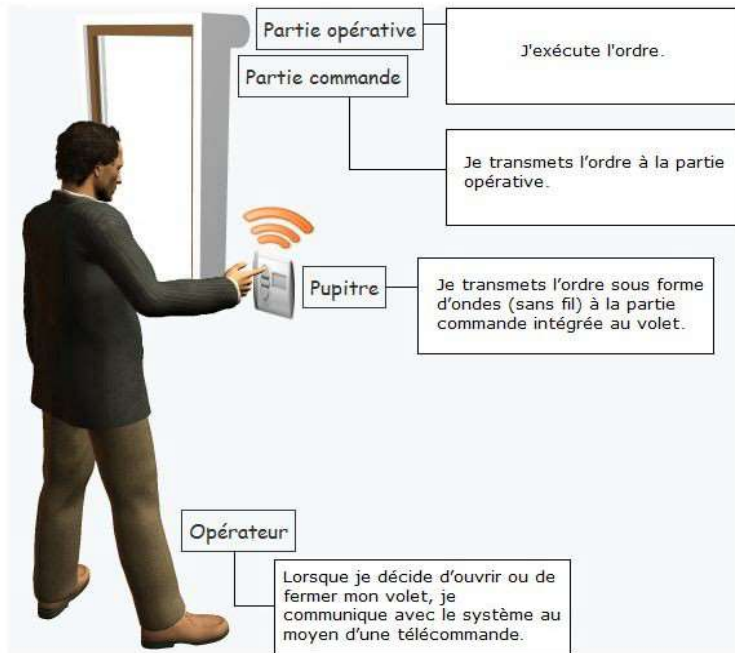 Partie opérative
J'exécute l'ordre.
Partie commande
Je transmets l'ordre à la partie
opérative.
Pupitre
Je transmets l'ordre sous forme
d'ondes (sans fil) à la partie
commande intégrée au volet.
Opérateur
Lorsque je décide d'ouvrir ou de
fermer mon volet, je
communique avec le système au
moyen d'une télécommande.